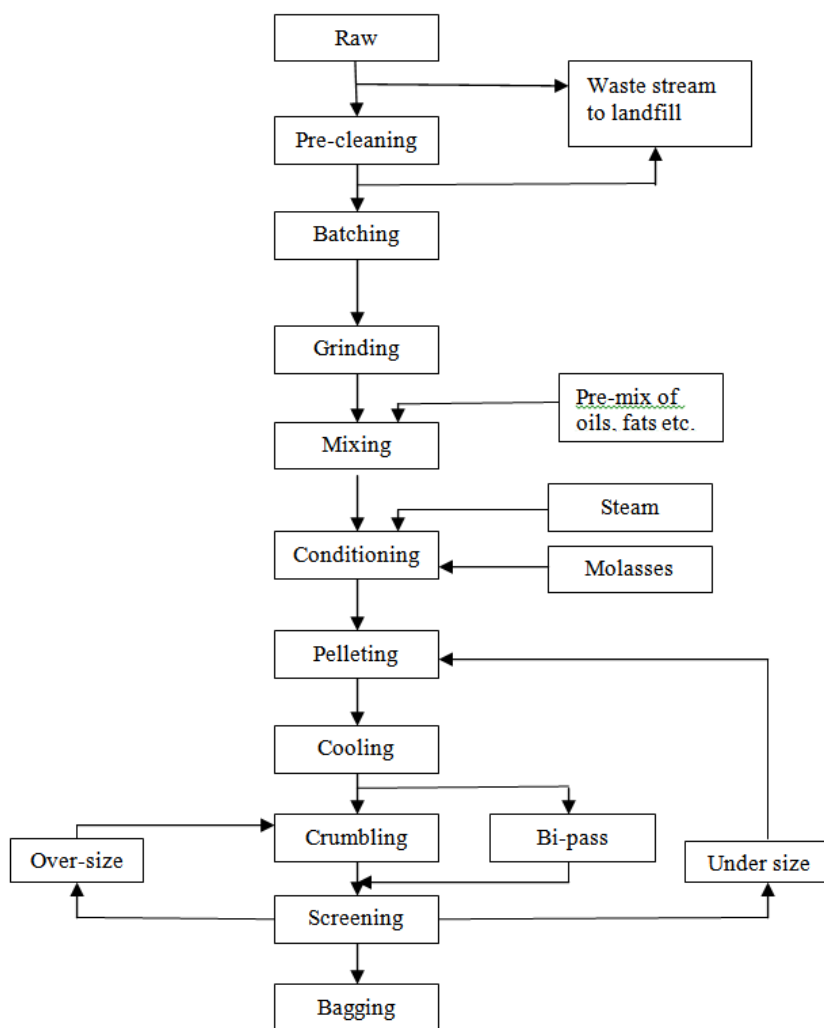 Raw
Waste stream
to landfill
Pre-cleaning
Batching
Grinding
Pre-mix of
oils, fats etc.
Mixing
Steam
Conditioning
Molasses
Pelleting
Cooling
Crumbling
Bi-pass
Over-size
Under size
Screening
Bagging